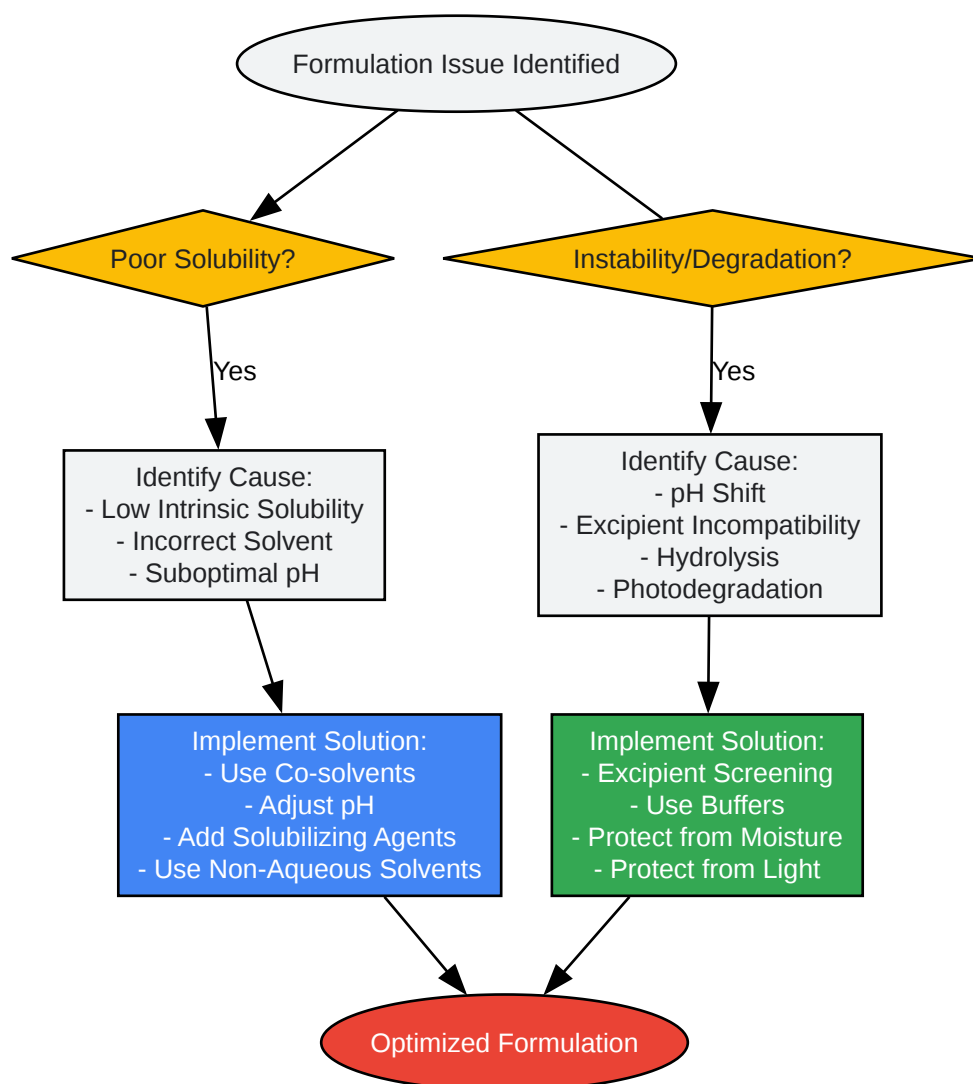 Formulation Issue Identified
Poor Solubility?
Instability/Degradation?
Yes
Yes
Identify Cause:
- Low Intrinsic Solubility
- Incorrect Solvent
- Suboptimal pH
Identify Cause:
- pH Shift
- Excipient Incompatibility
- Hydrolysis
- Photodegradation
Implement Solution:
- Use Co-solvents
- Adjust pH
- Add Solubilizing Agents
- Use Non-Aqueous Solvents
Implement Solution:
- Excipient Screening
- Use Buffers
- Protect from Moisture
- Protect from Light
Optimized Formulation